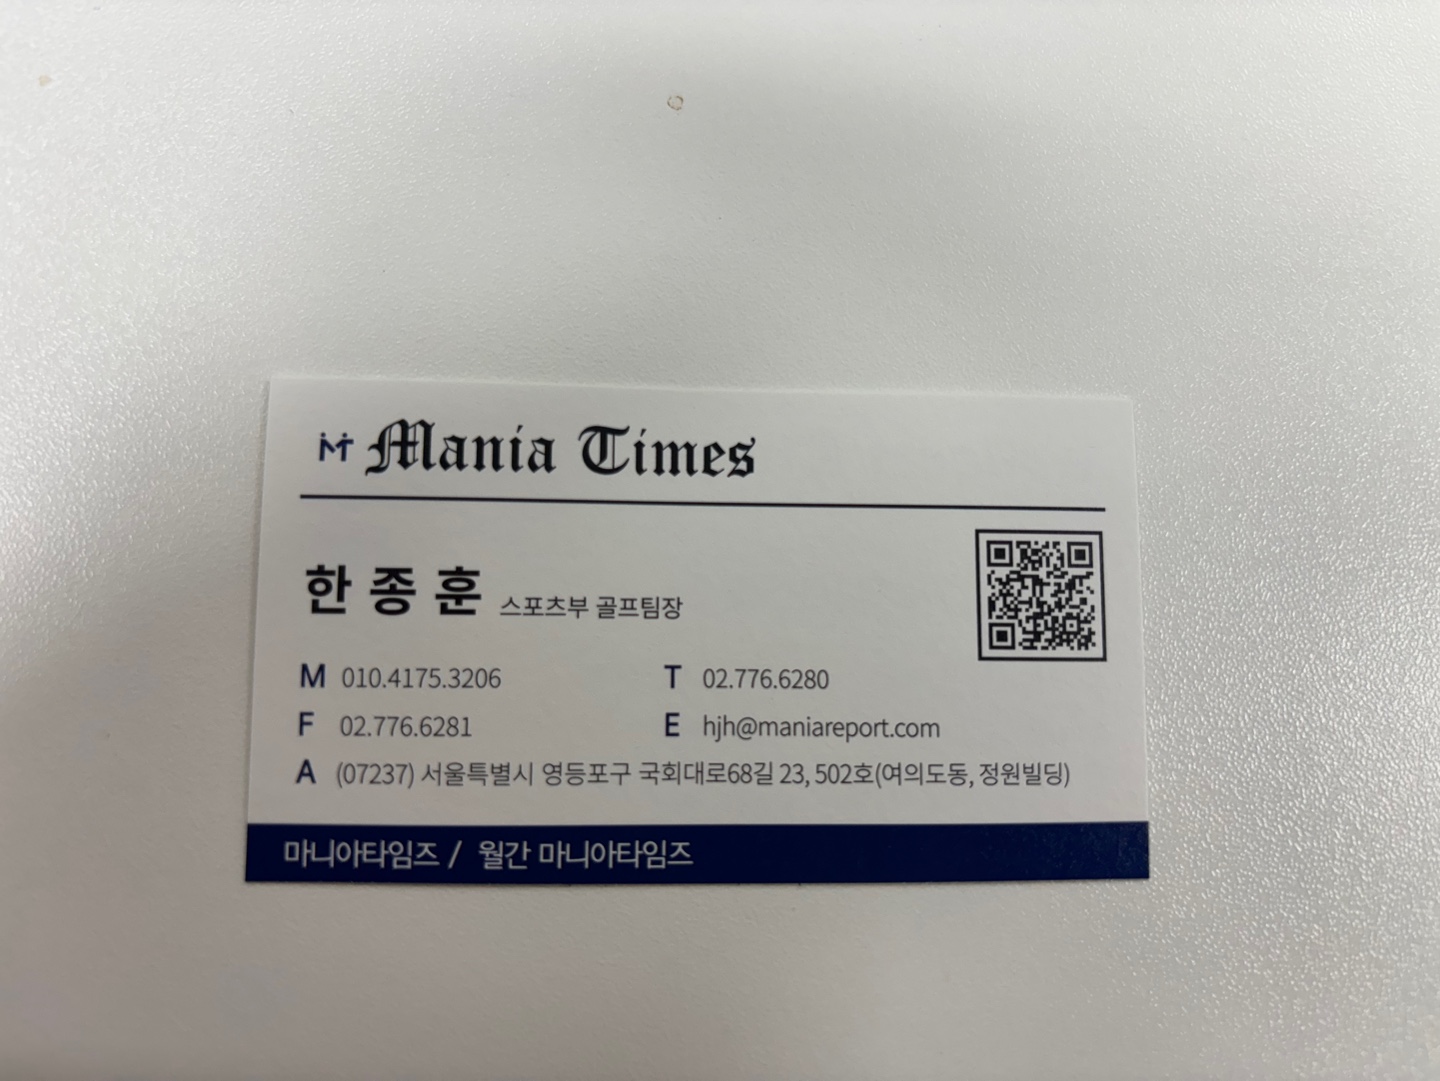 Mania Times
한종훈 스포츠부 골프팀장
M 010.4175.3206 T 02.776.6280
F 02.776.6281 E hjh@maniareport.com
A (07237) 서울특별시 영등포구 국회대로68길 23, 502호(여의도동, 정원빌딩)
마니아타임즈 / 월간 마니아타임즈